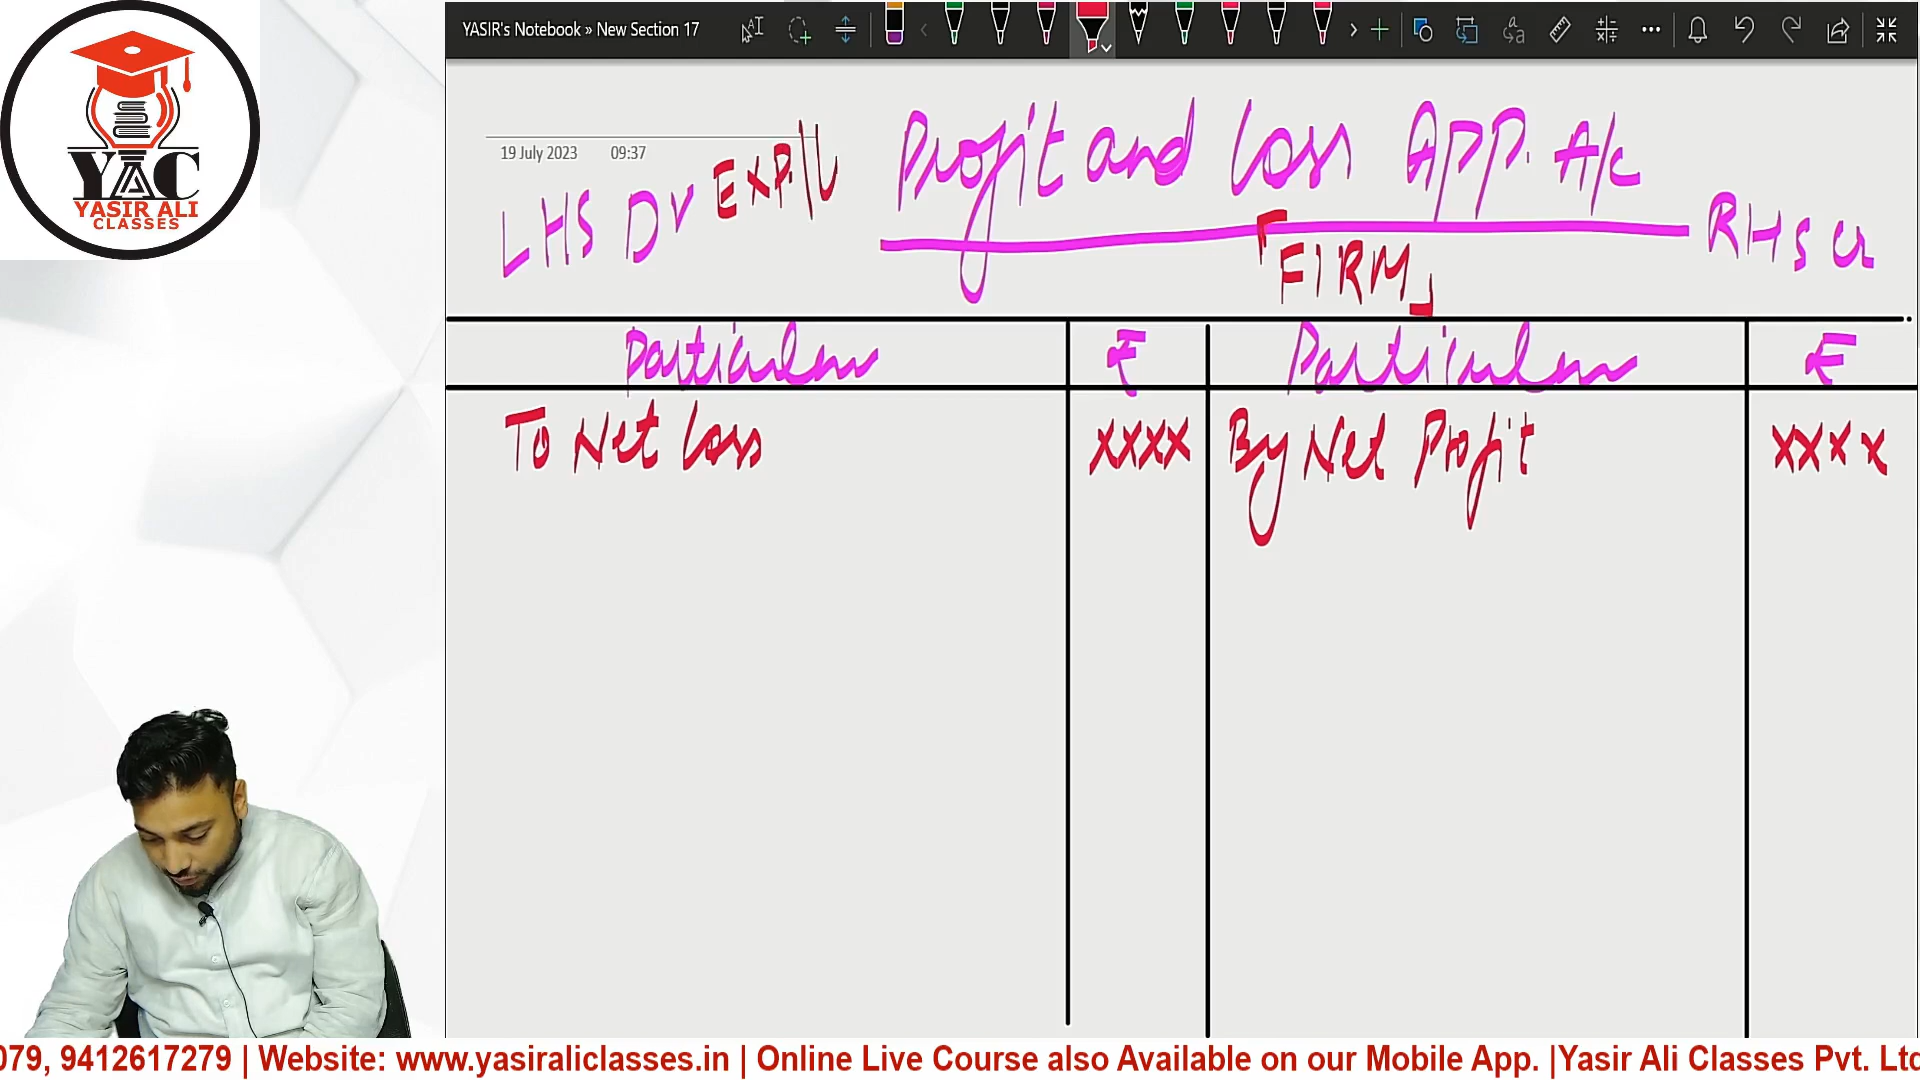 YAC
YASIR ALI
CLASSES
YASIR's Notebook » New Section 17
19 July 2023 09:37
Profit and Loss App. A/c
LHS Dr EXP/L
RHS Cr
「FIRM」
Particulars ₹ Particulars ₹
To Net Loss xxxx By Net Profit xxxx
079, 9412617279 | Website: www.yasiraliclasses.in | Online Live Course also Available on our Mobile App. |Yasir Ali Classes Pvt. Ltd